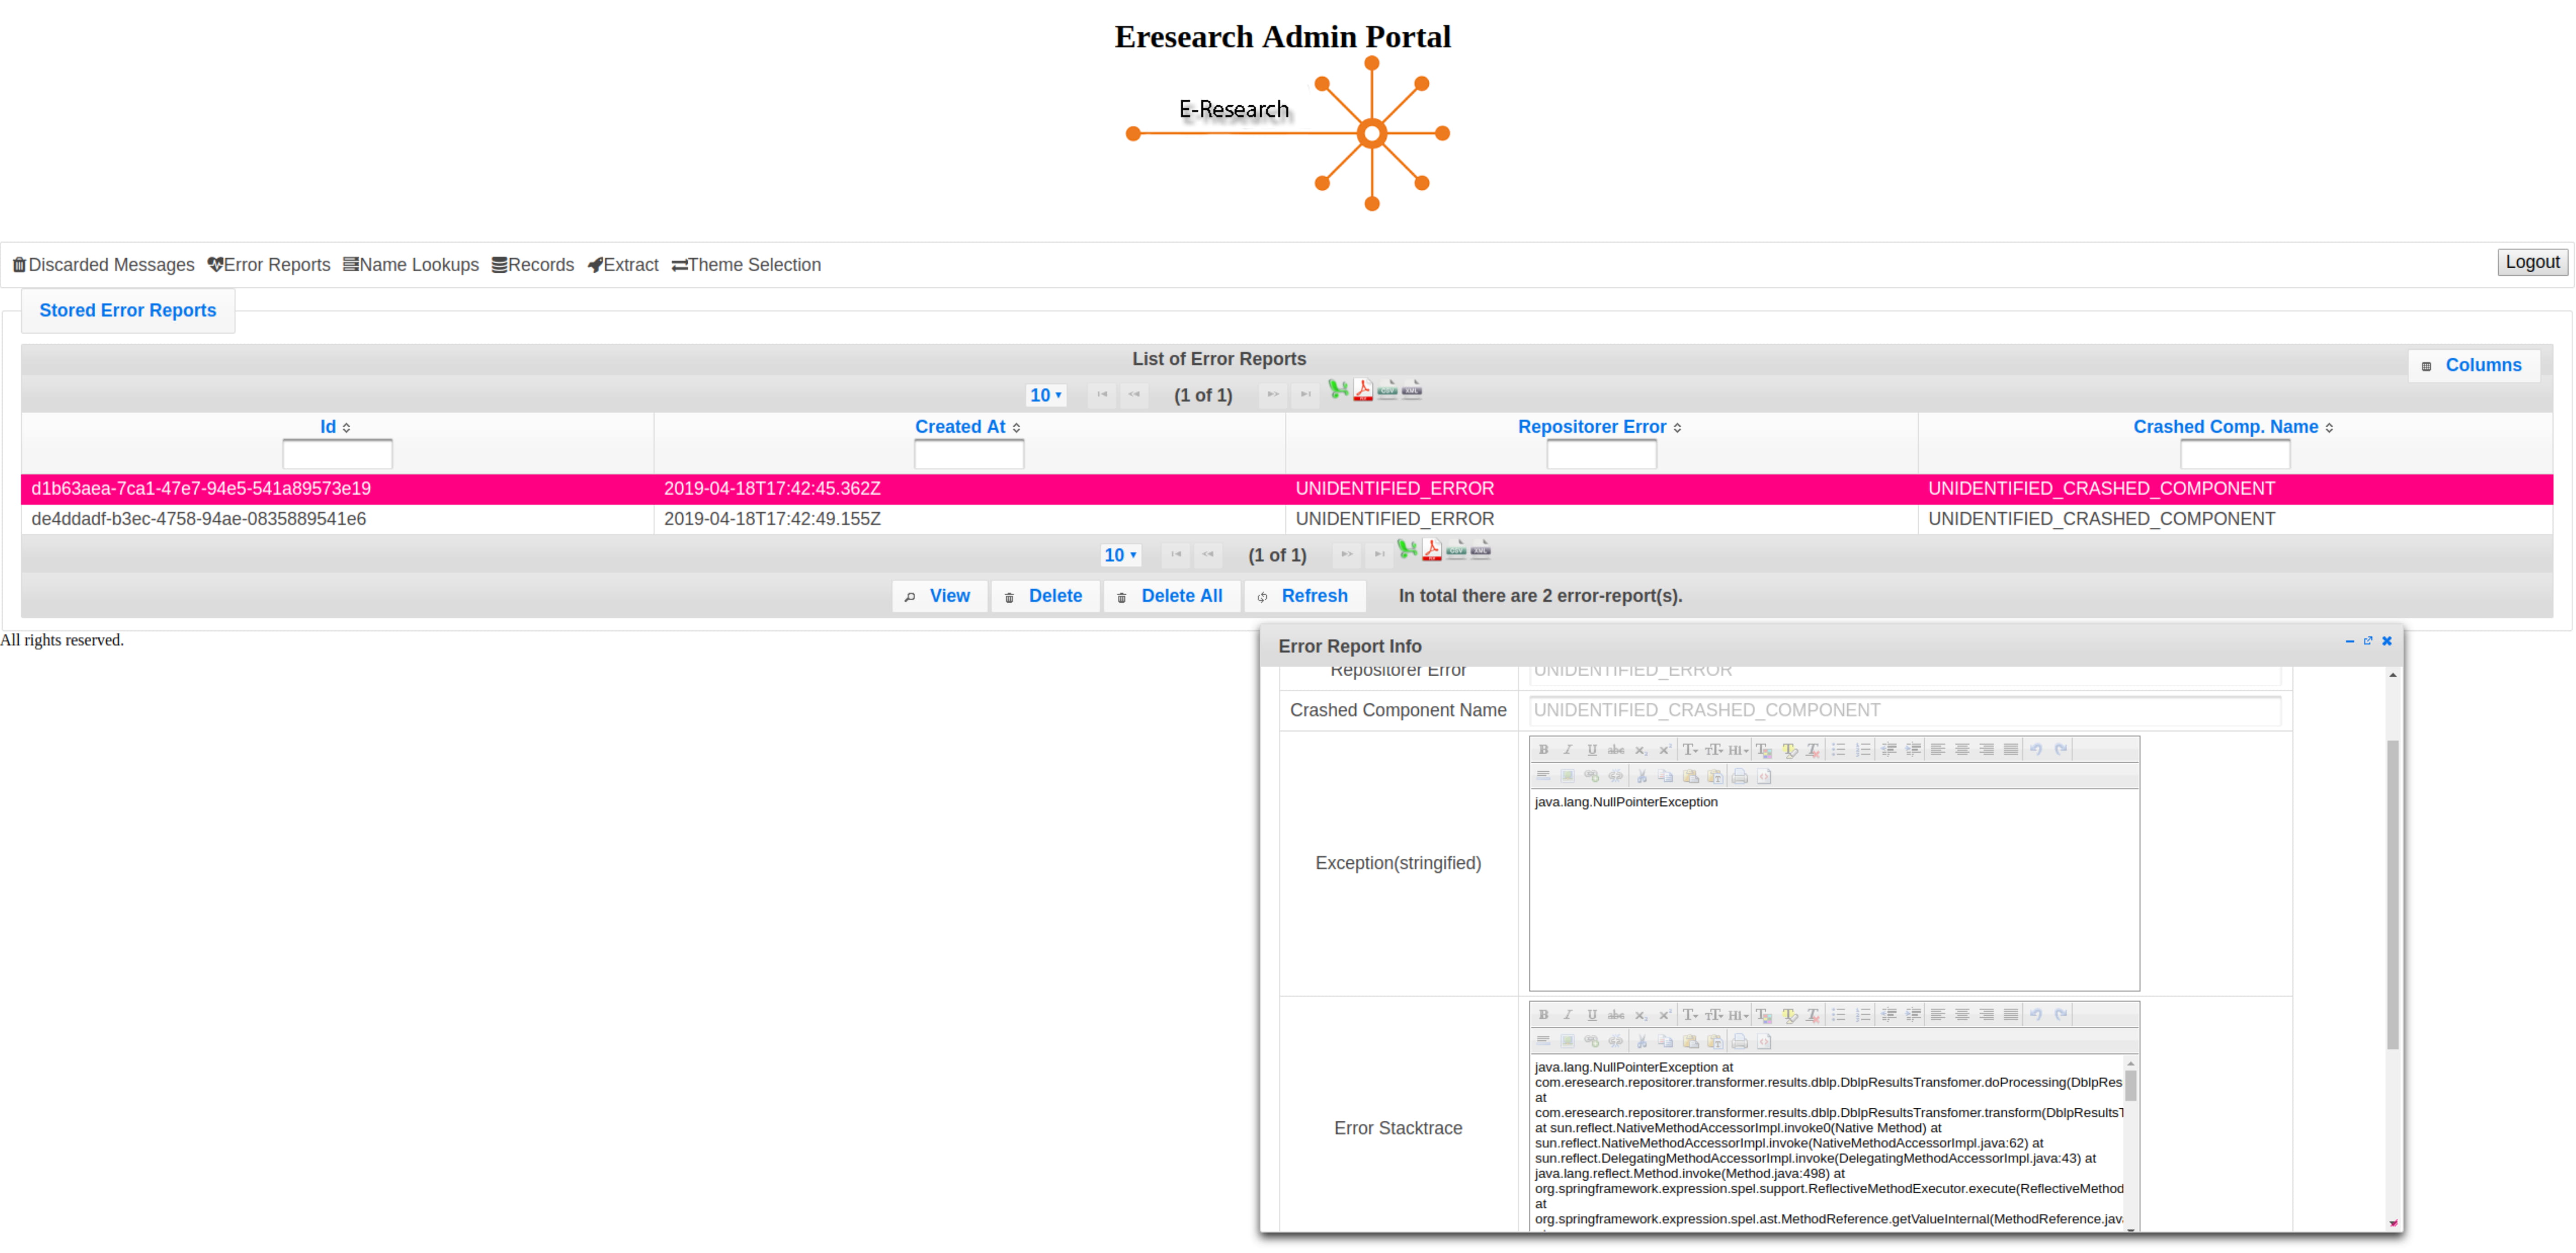 Eresearch Admin Portal
E-Research
Discarded Messages Error Reports Name Lookups Records Extract Theme Selection Logout
Stored Error Reports
List of Error Reports
Columns
10 (1 of 1)
Id Created At Repositorer Error Crashed Comp. Name
d1b63aea-7ca1-47e7-94e5-541a89573e19 2019-04-18T17:42:45.362Z UNIDENTIFIED_ERROR UNIDENTIFIED_CRASHED_COMPONENT
de4ddadf-b3ec-4758-94ae-0835889541e6 2019-04-18T17:42:49.155Z UNIDENTIFIED_ERROR UNIDENTIFIED_CRASHED_COMPONENT
10 (1 of 1)
View Delete Delete All Refresh In total there are 2 error-report(s).
All rights reserved.
Error Report Info
Repositorer Error UNIDENTIFIED_ERROR
Crashed Component Name UNIDENTIFIED_CRASHED_COMPONENT
Exception(stringified)
java.lang.NullPointerException
Error Stacktrace
java.lang.NullPointerException at
com.eresearch.repositorer.transformer.results.dblp.DblpResultsTransfomer.doProcessing(DblpRes
at
com.eresearch.repositorer.transformer.results.dblp.DblpResultsTransfomer.transform(DblpResultsT
at sun.reflect.NativeMethodAccessorImpl.invoke0(Native Method) at
sun.reflect.NativeMethodAccessorImpl.invoke(NativeMethodAccessorImpl.java:62) at
sun.reflect.DelegatingMethodAccessorImpl.invoke(DelegatingMethodAccessorImpl.java:43) at
java.lang.reflect.Method.invoke(Method.java:498) at
org.springframework.expression.spel.support.ReflectiveMethodExecutor.execute(ReflectiveMethod
at
org.springframework.expression.spel.ast.MethodReference.getValueInternal(MethodReference.jav